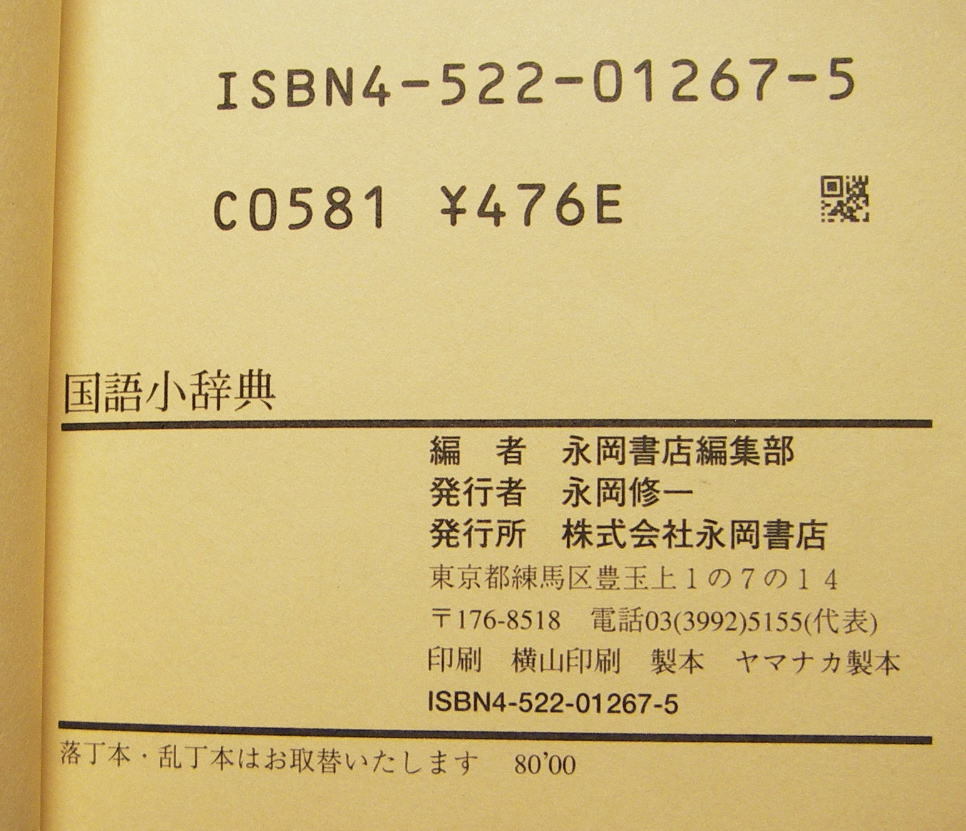 ISBN4-522-01267-5
C0581 ¥476E
国語小辞典
編　者　永岡書店編集部
発行者　永岡修一
発行所　株式会社永岡書店
東京都練馬区豊玉上１の７の１４
〒176-8518　電話03(3992)5155(代表)
印刷　横山印刷　製本　ヤマナカ製本
ISBN4-522-01267-5
落丁本・乱丁本はお取替いたします　80’00